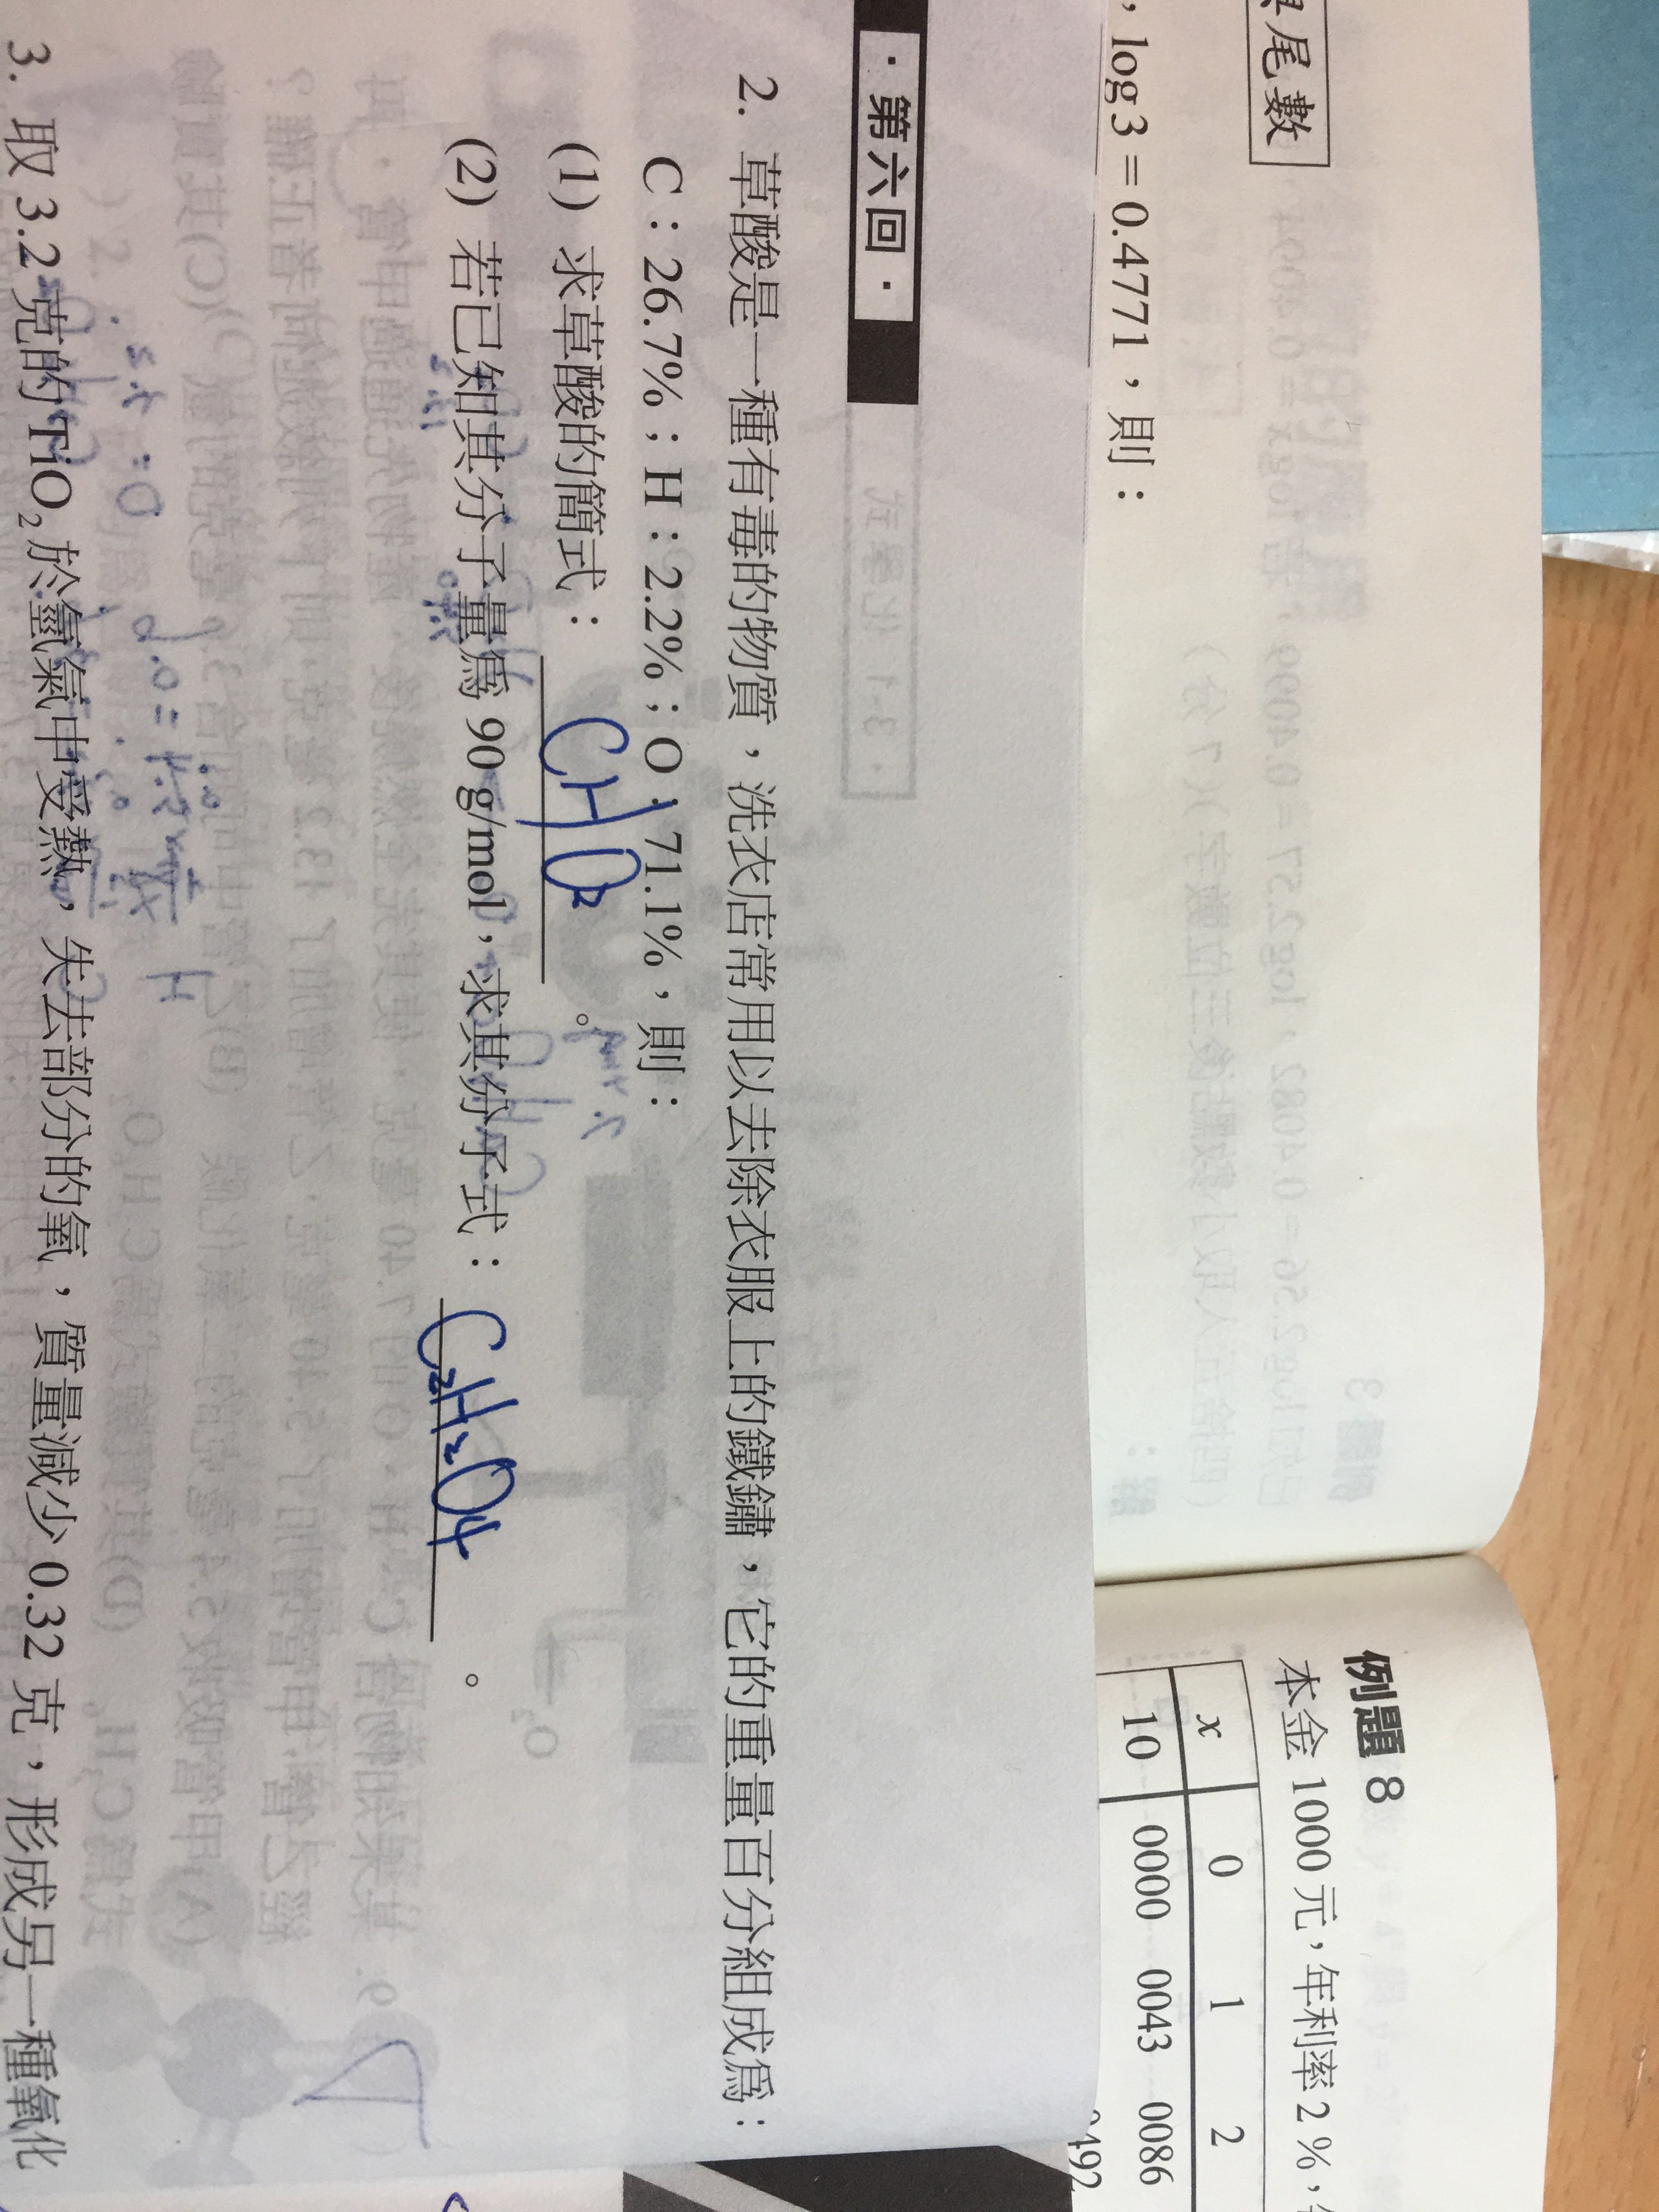 尾數
, log 3 = 0.4771，則：
例題 8
本金 1000 元，年利率 2 %，
x 0 1 2
10 0000 0043 0086
0492
·第六回·
2. 草酸是一種有毒的物質，洗衣店常用以去除衣服上的鐵鏽，它的重量百分組成爲：
C：26.7%；H：2.2%；O：71.1%，則：
(1) 求草酸的簡式：CHO₂。
(2) 若已知其分子量爲 90 g/mol，求其分子式：C₂H₂O₄。
3. 取 3.2 克的 TiO₂ 於氫氣中受熱，失去部分的氧，質量減少 0.32 克，形成另一種氧化